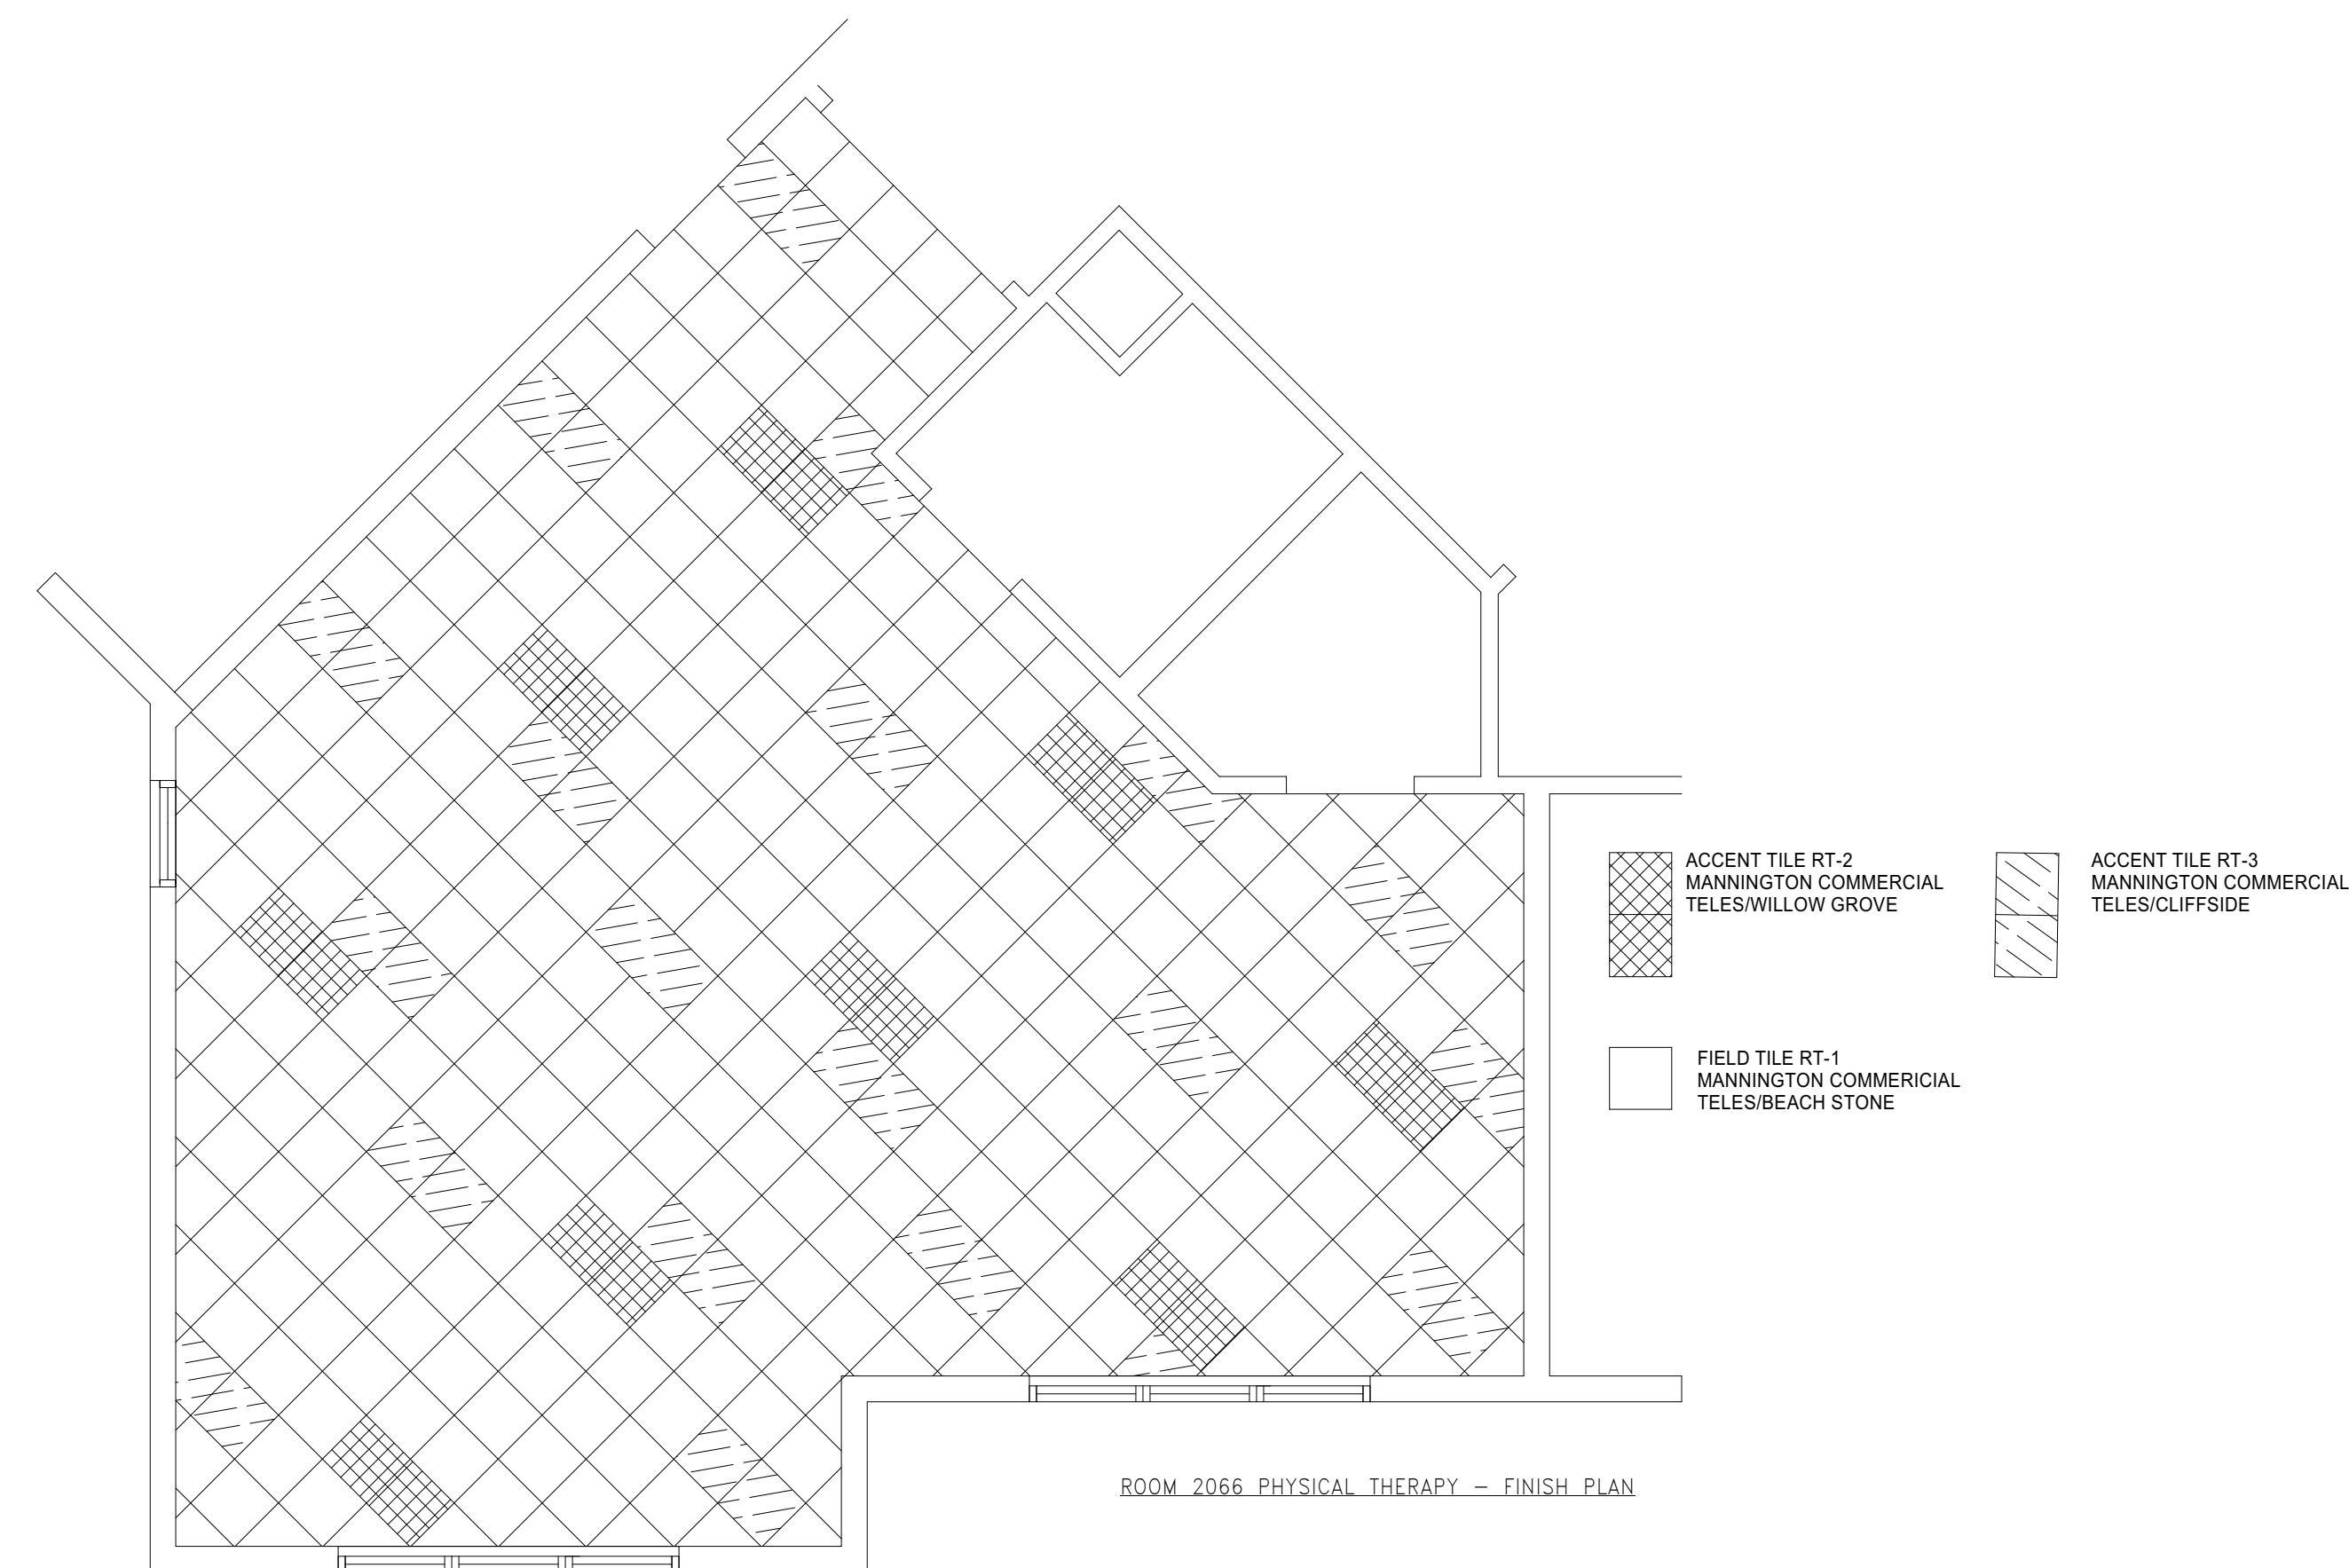 ACCENT TILE RT-2
MANNINGTON COMMERCIAL
TELES/WILLOW GROVE
ACCENT TILE RT-3
MANNINGTON COMMERCIAL
TELES/CLIFFSIDE
FIELD TILE RT-1
MANNINGTON COMMERICIAL
TELES/BEACH STONE
ROOM 2066 PHYSICAL THERAPY – FINISH PLAN